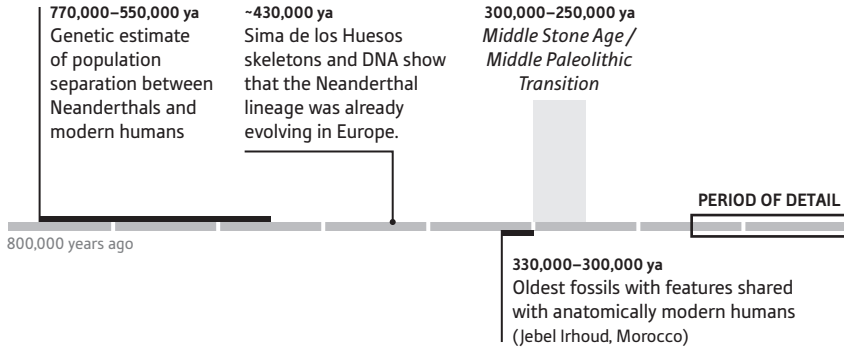 770,000–550,000 ya
Genetic estimate
of population
separation between
Neanderthals and
modern humans
~430,000 ya
Sima de los Huesos
skeletons and DNA show
that the Neanderthal
lineage was already
evolving in Europe.
300,000–250,000 ya
Middle Stone Age /
Middle Paleolithic
Transition
PERIOD OF DETAIL
800,000 years ago
330,000–300,000 ya
Oldest fossils with features shared
with anatomically modern humans
(Jebel Irhoud, Morocco)